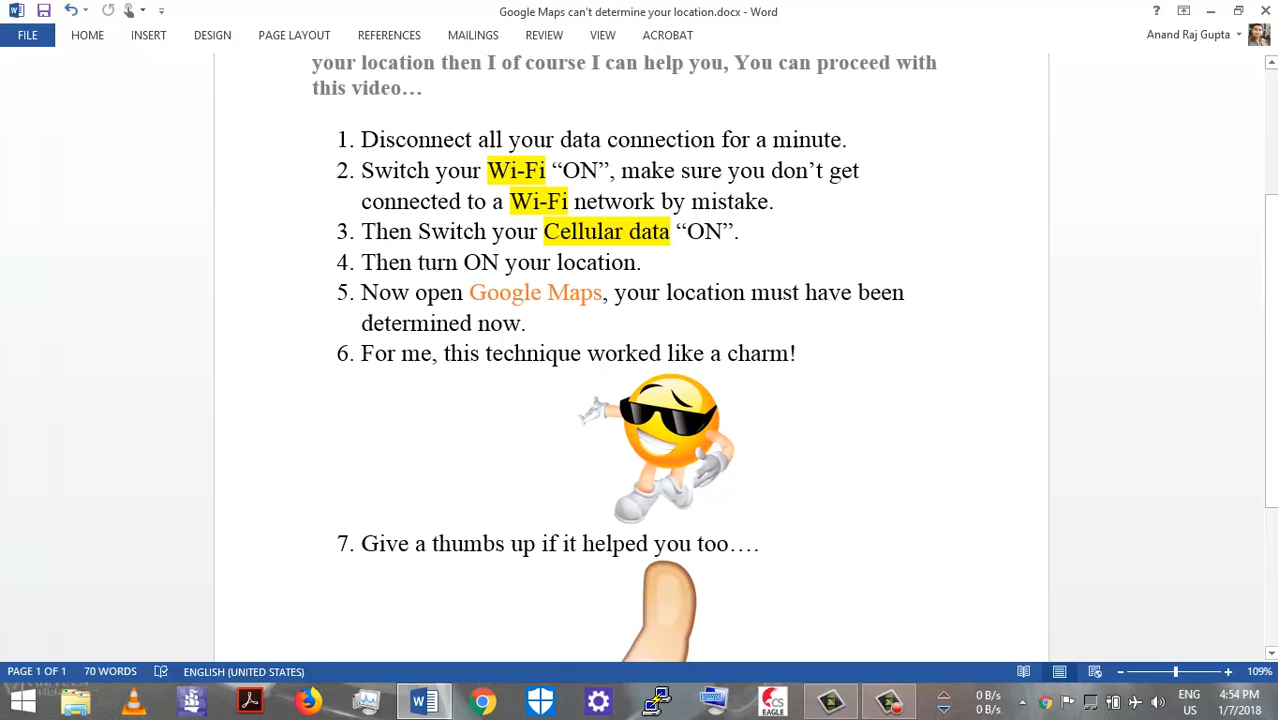 Google Maps can't determine your location.docx - Word
FILE HOME INSERT DESIGN PAGE LAYOUT REFERENCES MAILINGS REVIEW VIEW ACROBAT Anand Raj Gupta
your location then I of course I can help you, You can proceed with
this video…
1. Disconnect all your data connection for a minute.
2. Switch your Wi-Fi “ON”, make sure you don’t get
connected to a Wi-Fi network by mistake.
3. Then Switch your Cellular data “ON”.
4. Then turn ON your location.
5. Now open Google Maps, your location must have been
determined now.
6. For me, this technique worked like a charm!
7. Give a thumbs up if it helped you too….
PAGE 1 OF 1 70 WORDS ENGLISH (UNITED STATES) 109%
CS
EAGLE
0 B/s
0 B/s
ENG
US
4:54 PM
1/7/2018